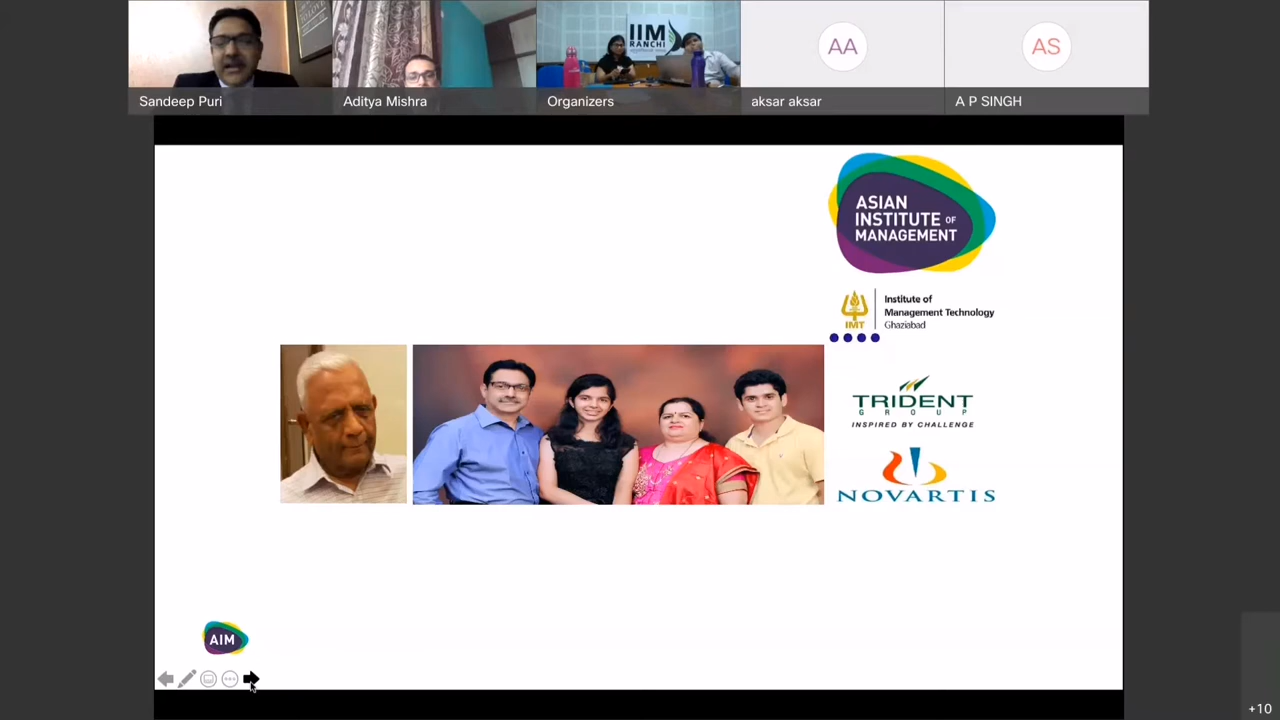 Sandeep Puri
Aditya Mishra
IIM
RANCHI
Organizers
AA
aksar aksar
AS
A P SINGH
ASIAN
INSTITUTE OF
MANAGEMENT
IMT
Institute of
Management Technology
Ghaziabad
TRIDENT
GROUP
INSPIRED BY CHALLENGE
NOVARTIS
AIM
+10